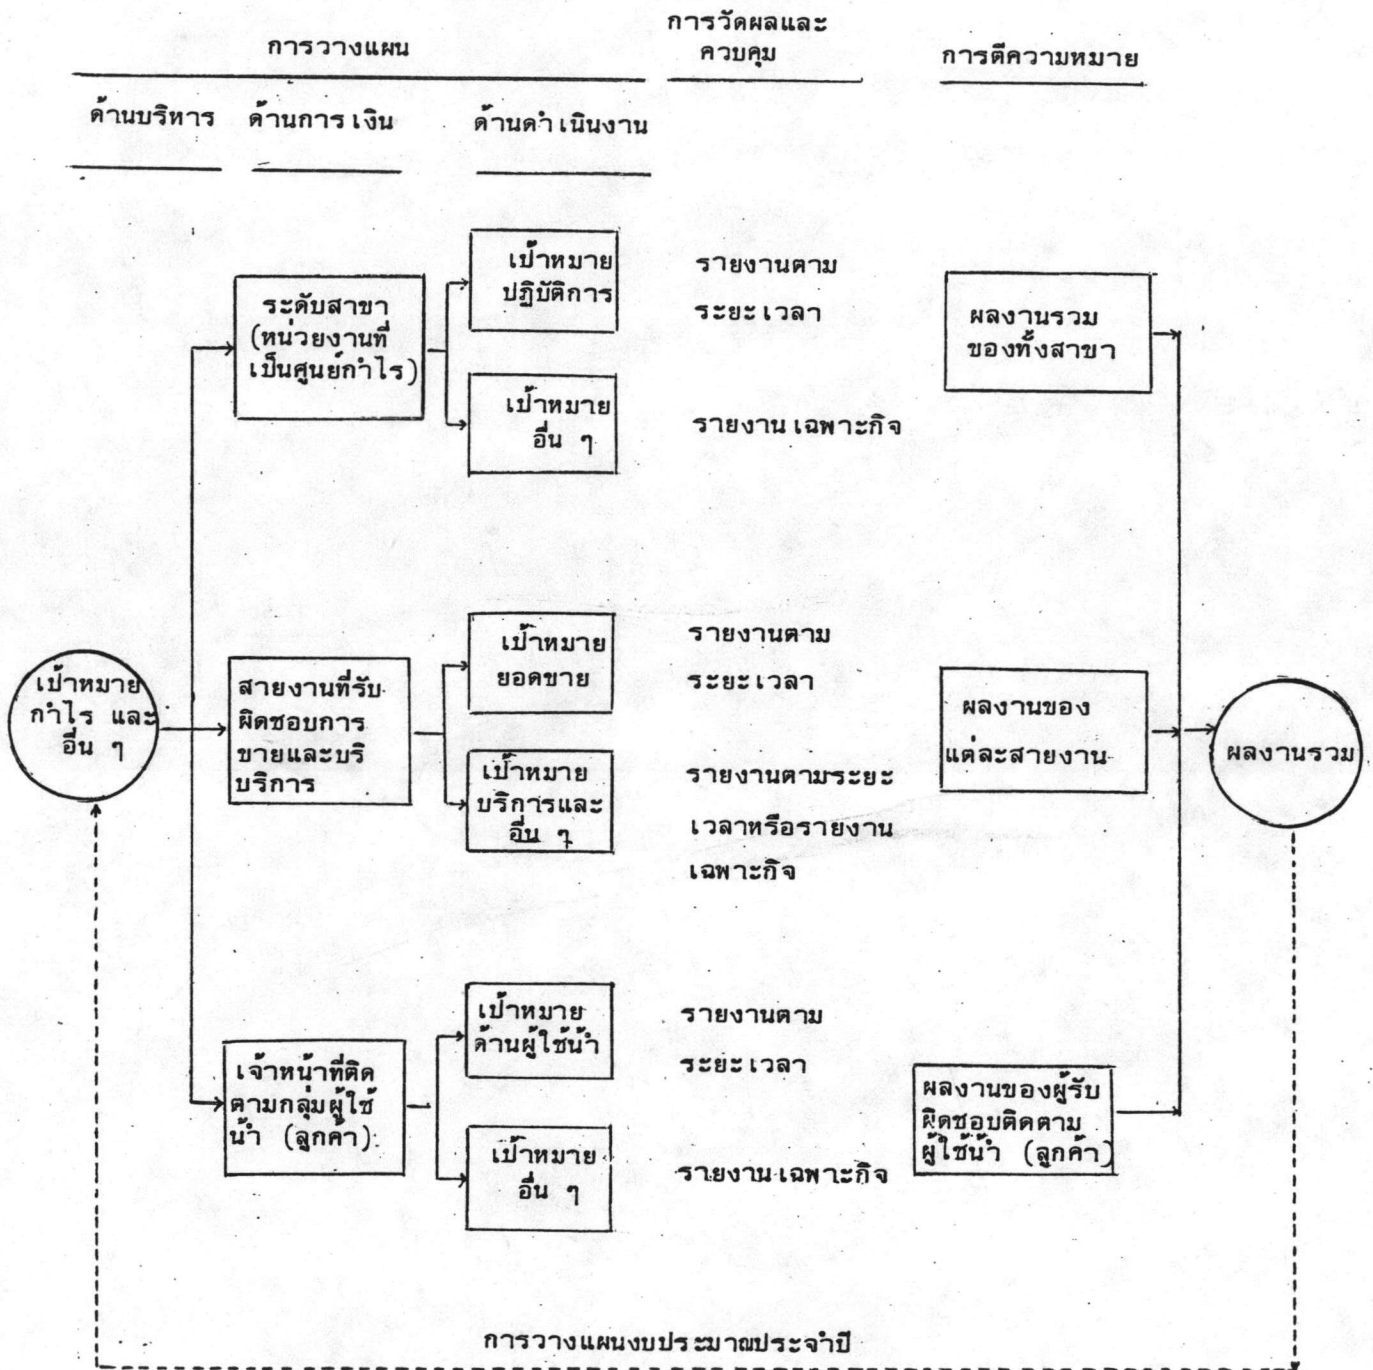 การวางแผน
การวัดผลและ
ควบคุม
การตีความหมาย
ด้านบริหาร
ด้านการเงิน
ด้านดำเนินงาน
เป้าหมาย
กำไร และ
อื่น ๆ
ระดับสาขา
(หน่วยงานที่
เป็นศูนย์กำไร)
เป้าหมาย
ปฏิบัติการ
รายงานตาม
ระยะเวลา
เป้าหมาย
อื่น ๆ
รายงานเฉพาะกิจ
ผลงานรวม
ของทั้งสาขา
สายงานที่รับ
ผิดชอบการ
ขายและบริ
บริการ
เป้าหมาย
ยอดขาย
รายงานตาม
ระยะเวลา
เป้าหมาย
บริการและ
อื่น ๆ
รายงานตามระยะ
เวลาหรือรายงาน
เฉพาะกิจ
ผลงานของ
แต่ละสายงาน
ผลงานรวม
เจ้าหน้าที่ติด
ตามกลุ่มผู้ใช้
น้ำ (ลูกค้า)
เป้าหมาย
ด้านผู้ใช้น้ำ
รายงานตาม
ระยะเวลา
เป้าหมาย
อื่น ๆ
รายงานเฉพาะกิจ
ผลงานของผู้รับ
ผิดชอบติดตาม
ผู้ใช้น้ำ (ลูกค้า)
การวางแผนงบประมาณประจำปี